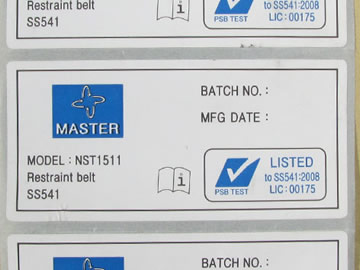 Restraint belt
SS541
i
PSB TEST
to SS541:2008
LIC: 00175
MASTER
BATCH NO. :
MFG DATE :
MODEL : NST1511
Restraint belt
SS541
i
PSB TEST
LISTED
to SS541:2008
LIC: 00175
BATCH NO. :